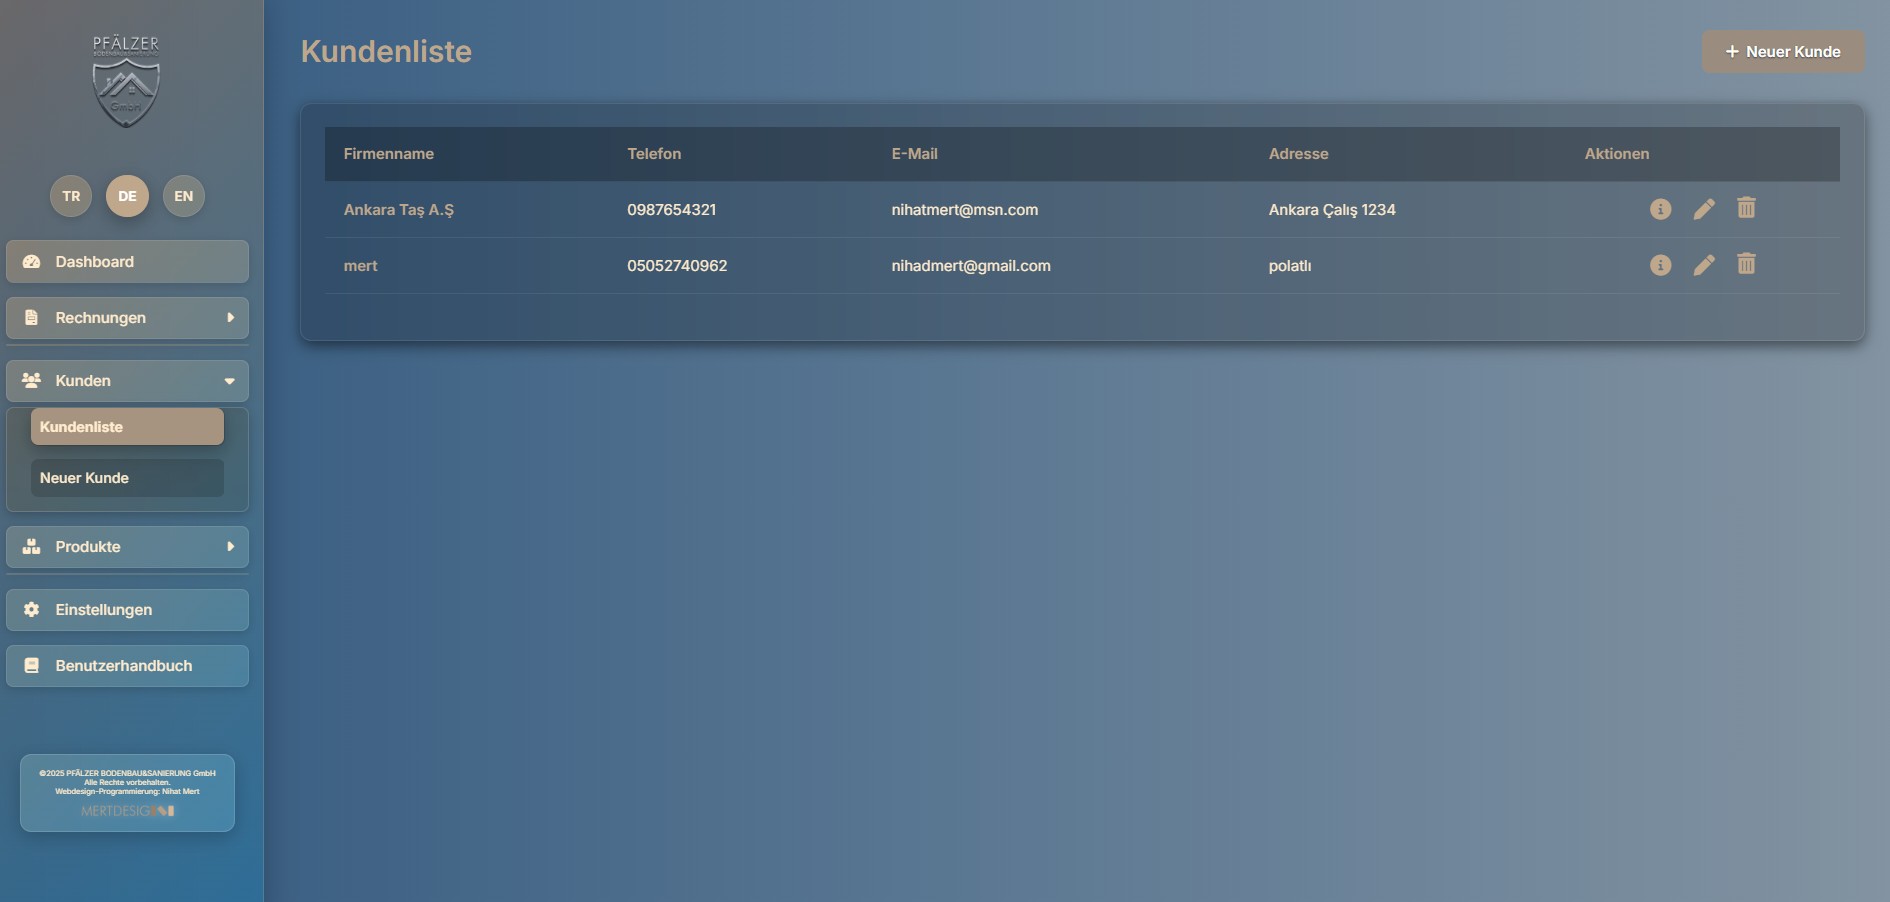 PFÄLZER
BODENBAU&SANIERUNG
GmbH
TR
DE
EN
Dashboard
Rechnungen
Kunden
Kundenliste
Neuer Kunde
Produkte
Einstellungen
Benutzerhandbuch
©2025 PFÄLZER BODENBAU&SANIERUNG GmbH
Alle Rechte vorbehalten.
Webdesign-Programmierung: Nihat Mert
MERTDESIGN
Kundenliste
Neuer Kunde
Firmenname Telefon E-Mail Adresse Aktionen
Ankara Taş A.Ş 0987654321 nihatmert@msn.com Ankara Çalış 1234
mert 05052740962 nihadmert@gmail.com polatlı